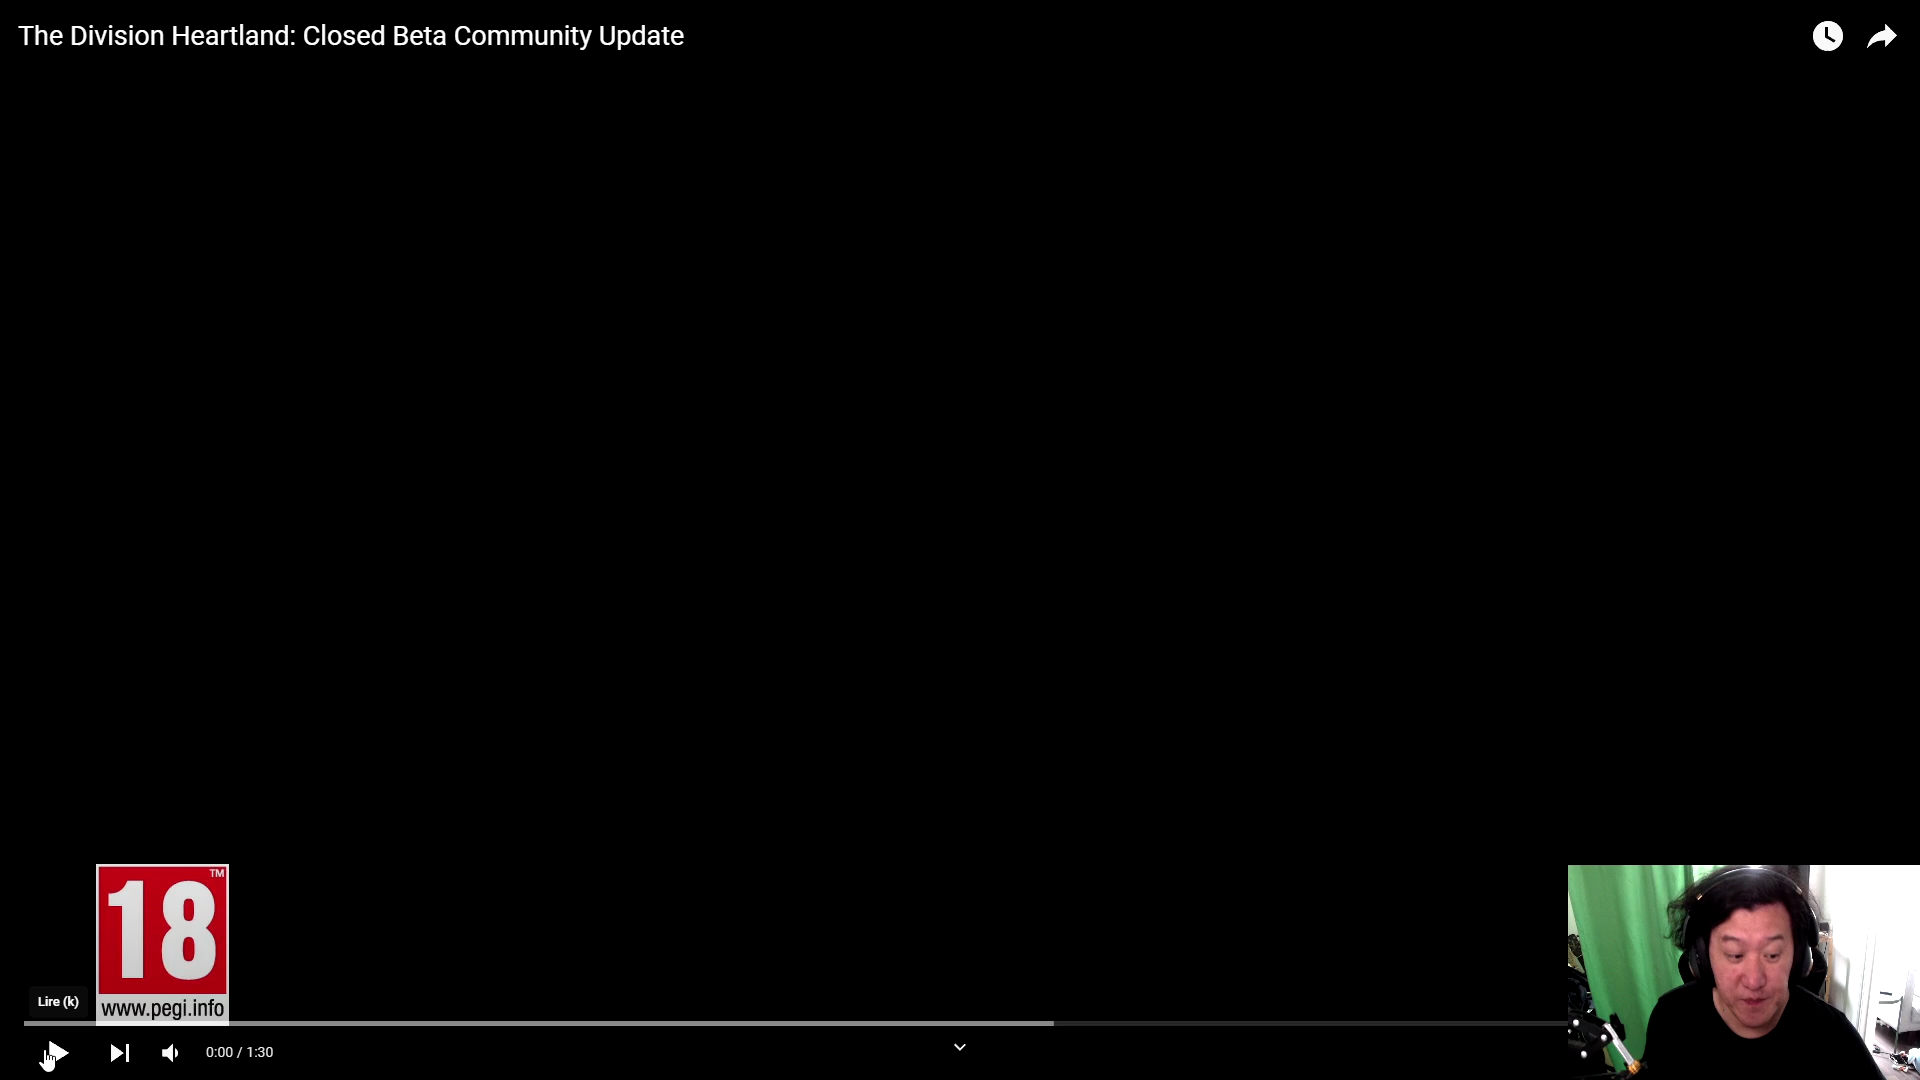 The Division Heartland: Closed Beta Community Update
18
TM
www.pegi.info
Lire (k)
0:00 / 1:30